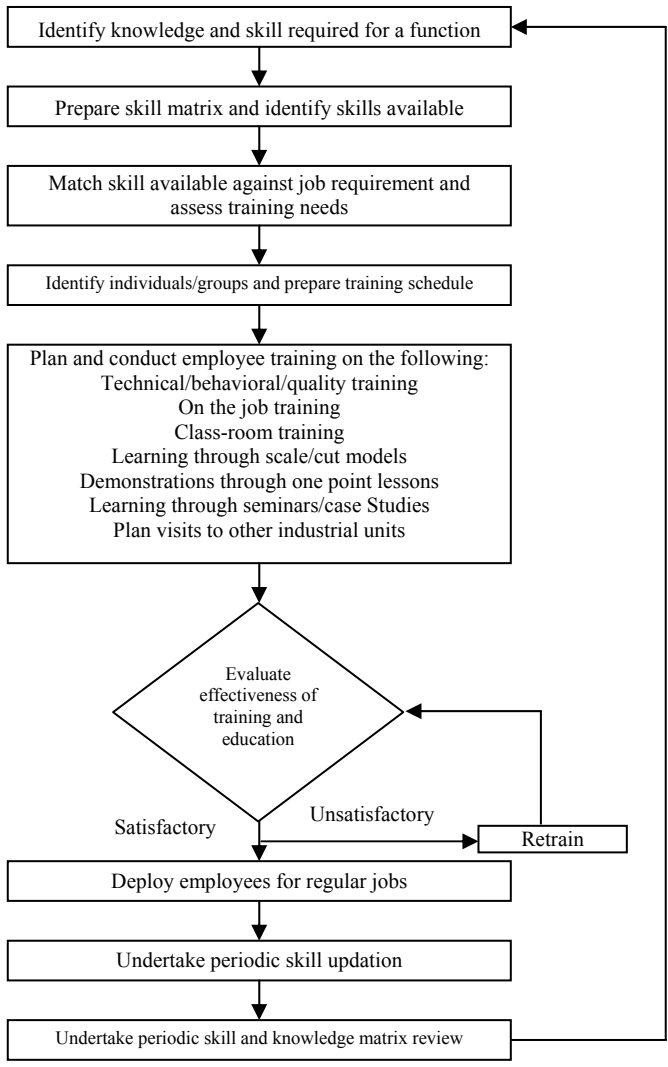 Identify knowledge and skill required for a function
Prepare skill matrix and identify skills available
Match skill available against job requirement and
assess training needs
Identify individuals/groups and prepare training schedule
Plan and conduct employee training on the following:
Technical/behavioral/quality training
On the job training
Class-room training
Learning through scale/cut models
Demonstrations through one point lessons
Learning through seminars/case Studies
Plan visits to other industrial units
Evaluate
effectiveness of
training and
education
Satisfactory
Unsatisfactory
Retrain
Deploy employees for regular jobs
Undertake periodic skill updation
Undertake periodic skill and knowledge matrix review